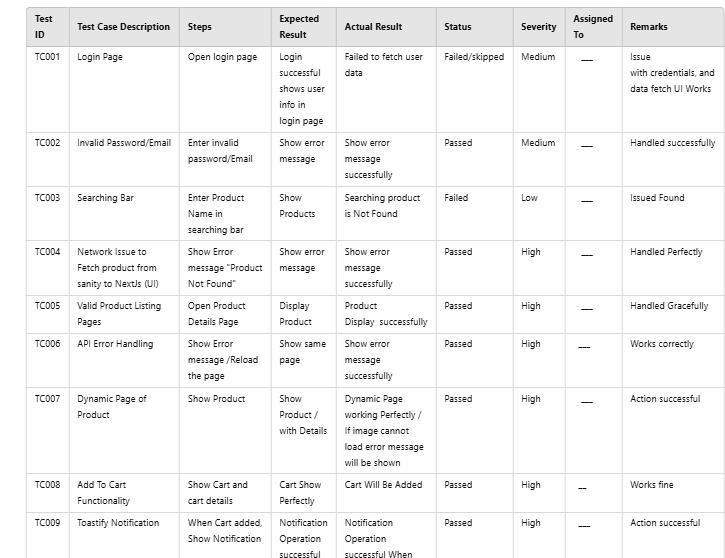 Test ID	Test Case Description	Steps	Expected Result	Actual Result	Status	Severity	Assigned To	Remarks
TC001	Login Page	Open login page	Login successful shows user info in login page	Failed to fetch user data	Failed/skipped	Medium	__	Issue with credentials, and data fetch UI Works
TC002	Invalid Password/Email	Enter invalid password/Email	Show error message	Show error message successfully	Passed	Medium	__	Handled successfully
TC003	Searching Bar	Enter Product Name in searching bar	Show Products	Searching product is Not Found	Failed	Low	__	Issued Found
TC004	Network Issue to Fetch product from sanity to NextJs (UI)	Show Error message "Product Not Found"	Show error message	Show error message successfully	Passed	High	__	Handled Perfectly
TC005	Valid Product Listing Pages	Open Product Details Page	Display Product	Product Display successfully	Passed	High	__	Handled Gracefully
TC006	API Error Handling	Show Error message /Reload the page	Show same page	Show error message successfully	Passed	High	__	Works correctly
TC007	Dynamic Page of Product	Show Product	Show Product / with Details	Dynamic Page working Perfectly / If image cannot load error message will be shown	Passed	High	__	Action successful
TC008	Add To Cart Functionality	Show Cart and cart details	Cart Show Perfectly	Cart Will Be Added	Passed	High	__	Works fine
TC009	Toastify Notification	When Cart added, Show Notification	Notification Operation successful	Notification Operation successful When	Passed	High	__	Action successful